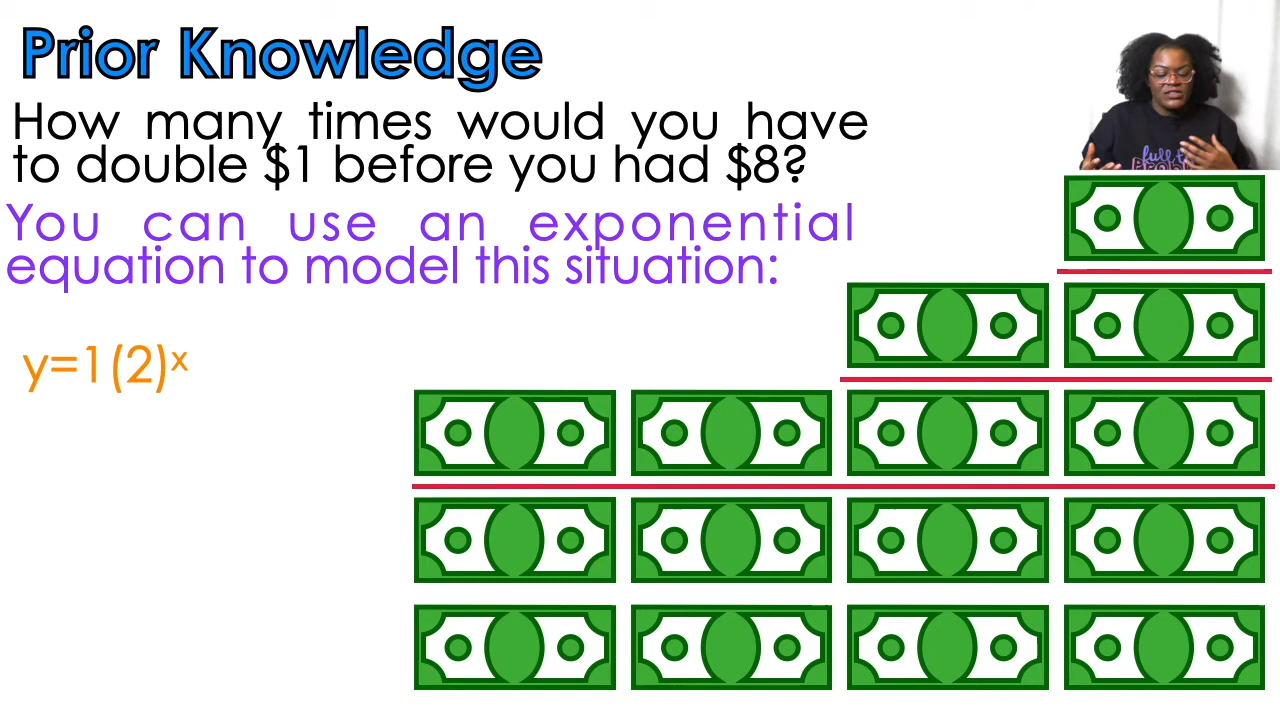 Prior Knowledge
How many times would you have
to double $1 before you had $8?
You can use an exponential
equation to model this situation:
y=1(2)ˣ
full t